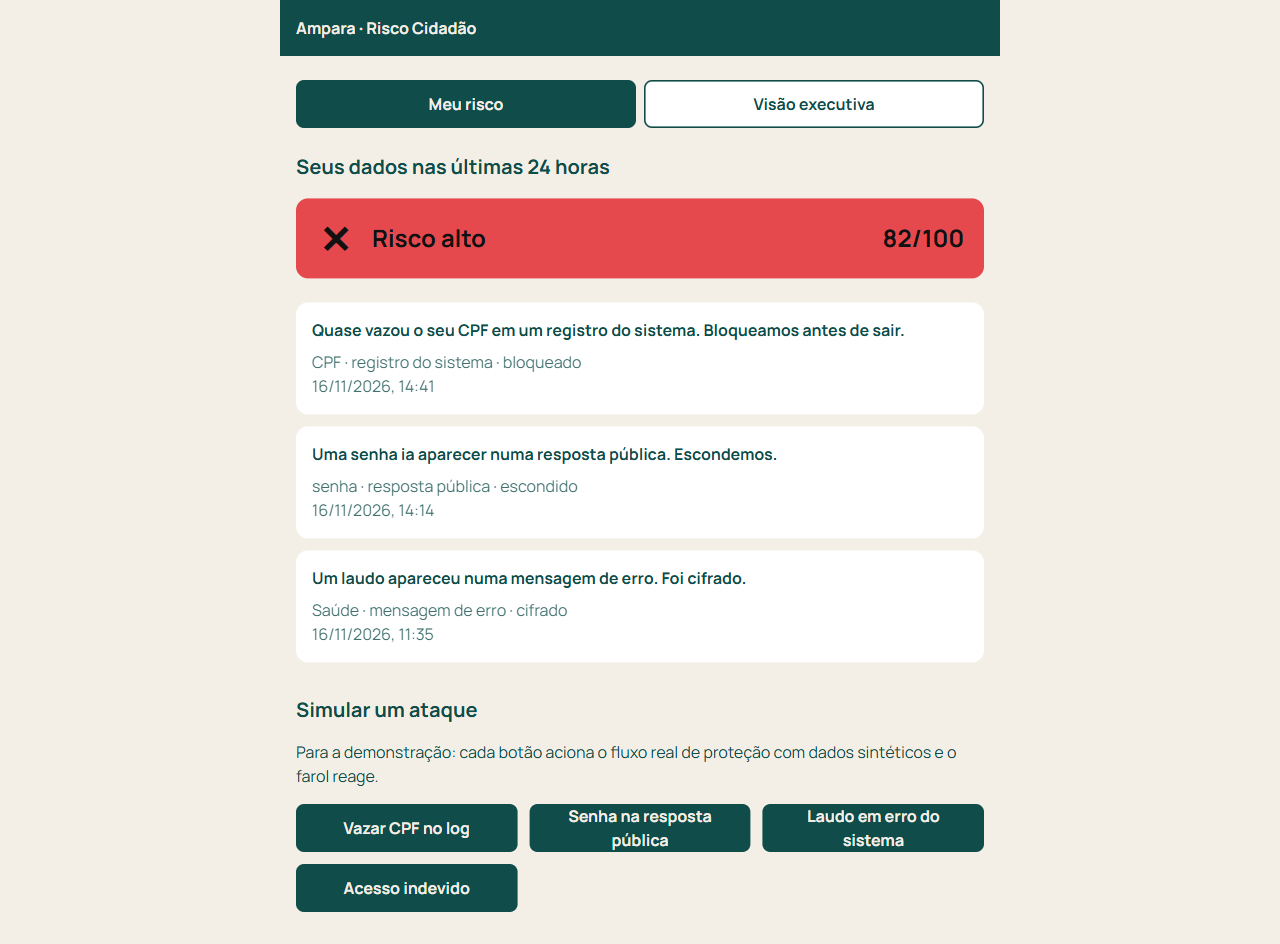 Ampara · Risco Cidadão
Meu risco
Visão executiva
Seus dados nas últimas 24 horas
Risco alto
82/100
Quase vazou o seu CPF em um registro do sistema. Bloqueamos antes de sair.
CPF · registro do sistema · bloqueado
16/11/2026, 14:41
Uma senha ia aparecer numa resposta pública. Escondemos.
senha · resposta pública · escondido
16/11/2026, 14:14
Um laudo apareceu numa mensagem de erro. Foi cifrado.
Saúde · mensagem de erro · cifrado
16/11/2026, 11:35
Simular um ataque
Para a demonstração: cada botão aciona o fluxo real de proteção com dados sintéticos e o
farol reage.
Vazar CPF no log
Senha na resposta
pública
Laudo em erro do
sistema
Acesso indevido